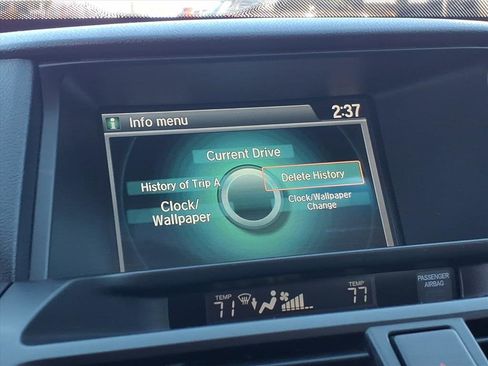 i Info menu 2:37
Current Drive
History of Trip A
Delete History
Clock/
Wallpaper
Clock/Wallpaper
Change
TEMP
71
TEMP
77
PASSENGER
AIRBAG